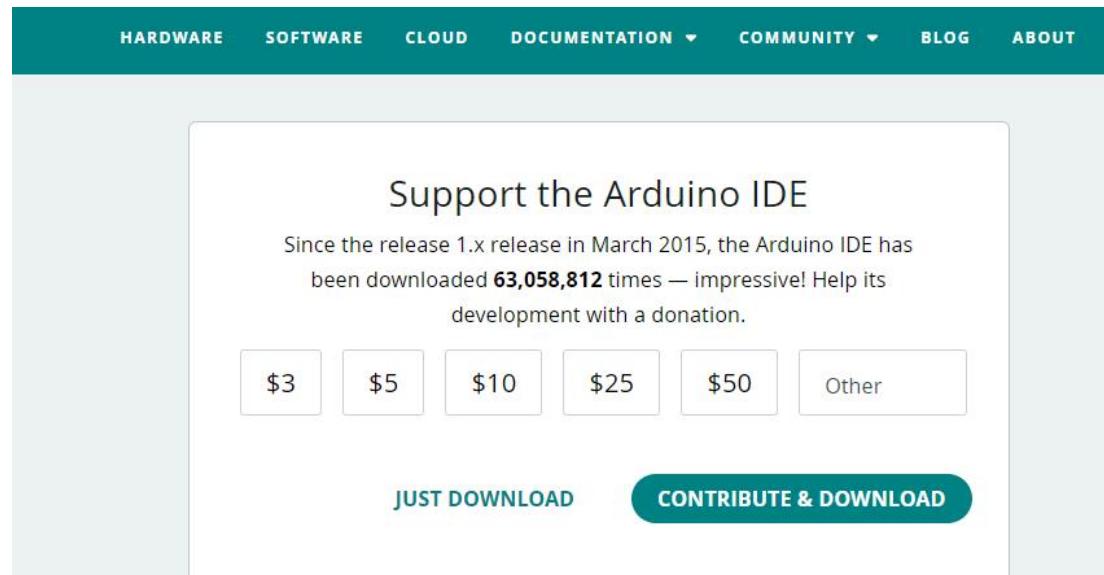 HARDWARE SOFTWARE CLOUD DOCUMENTATION COMMUNITY BLOG ABOUT
Support the Arduino IDE
Since the release 1.x release in March 2015, the Arduino IDE has
been downloaded 63,058,812 times — impressive! Help its
development with a donation.
$3 $5 $10 $25 $50 Other
JUST DOWNLOAD CONTRIBUTE & DOWNLOAD